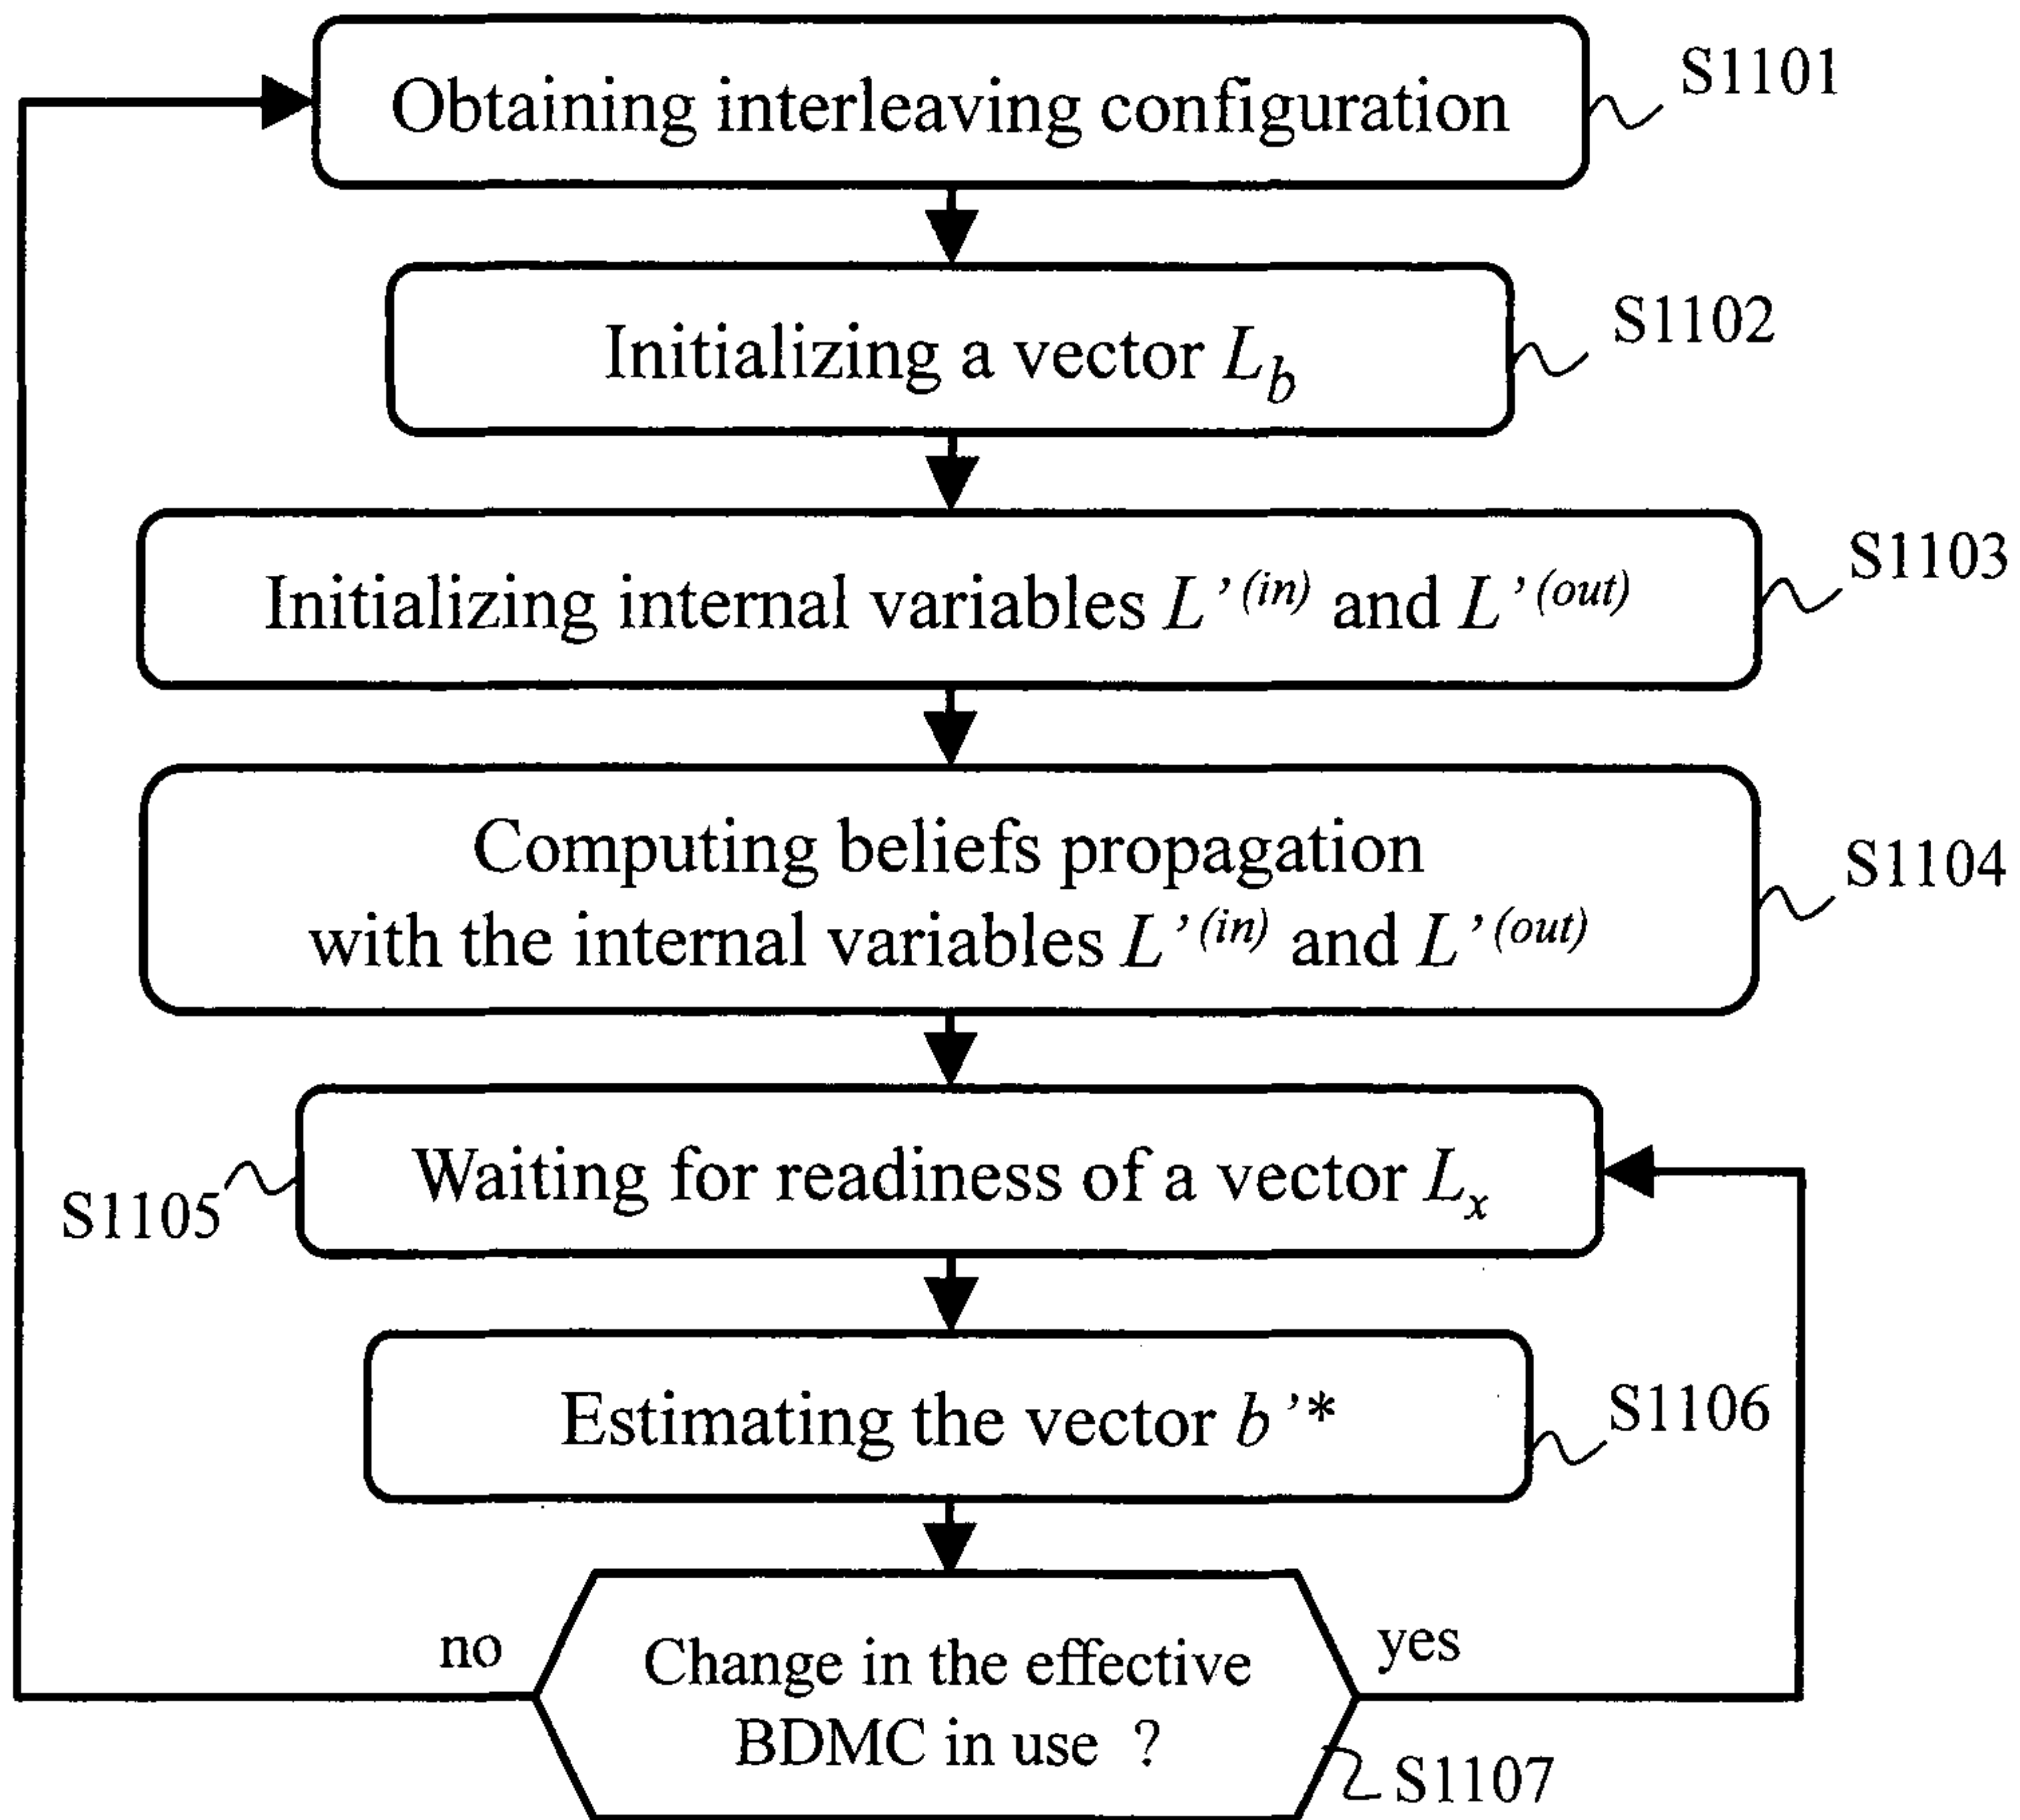 Obtaining interleaving configuration
S1101
Initializing a vector L_b
S1102
Initializing internal variables L'^(in) and L'^(out)
S1103
Computing beliefs propagation
with the internal variables L'^(in) and L'^(out)
S1104
Waiting for readiness of a vector L_x
S1105
Estimating the vector b'*
S1106
no
Change in the effective
BDMC in use ?
yes
S1107